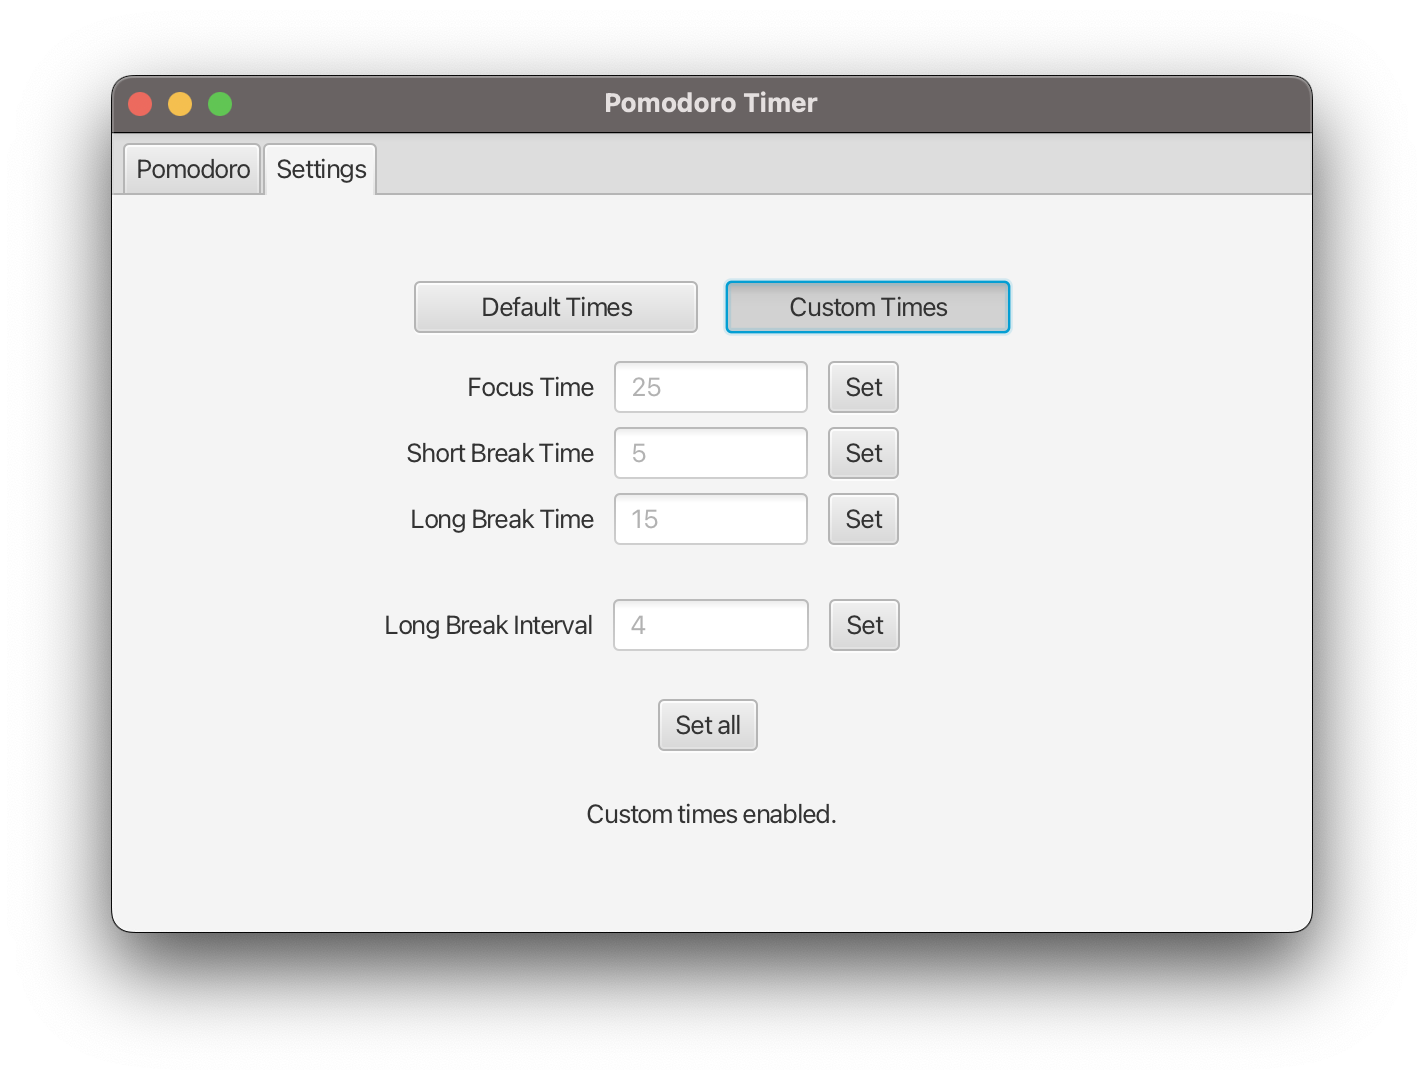 Pomodoro Timer
Pomodoro Settings
Default Times Custom Times
Focus Time 25 Set
Short Break Time 5 Set
Long Break Time 15 Set
Long Break Interval 4 Set
Set all
Custom times enabled.